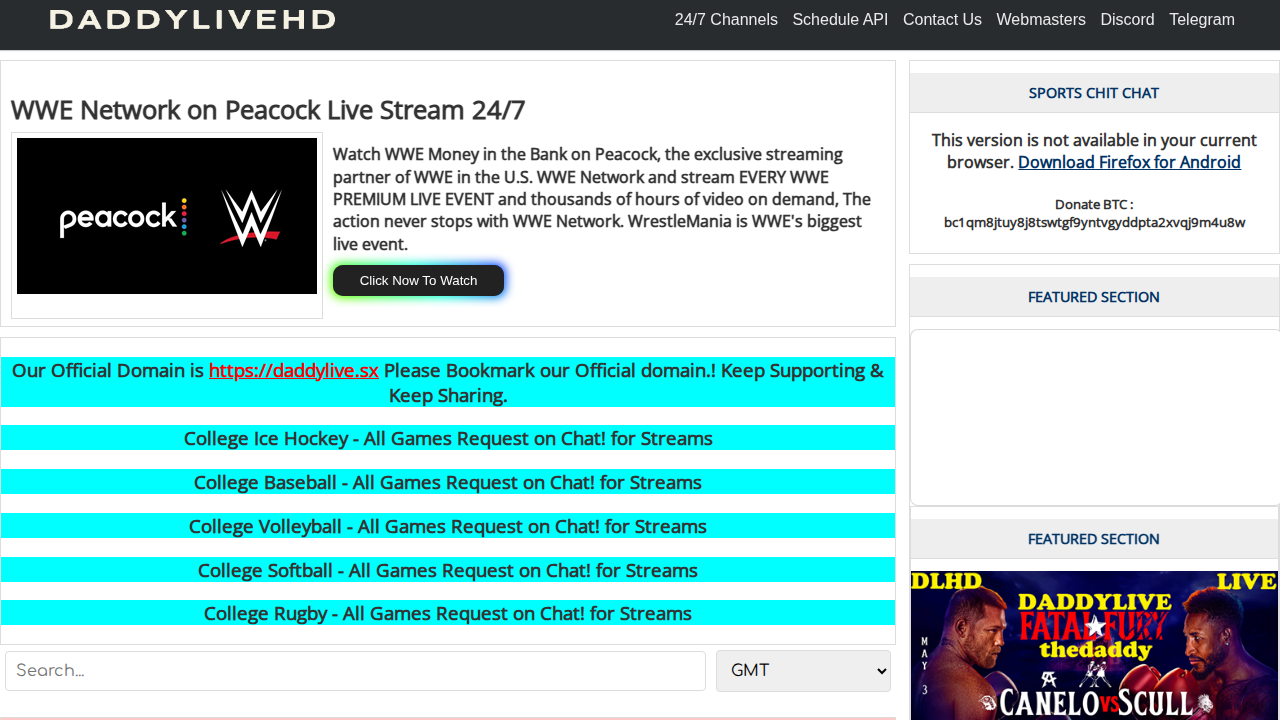 DADDYLIVEHD
24/7 Channels Schedule API Contact Us Webmasters Discord Telegram
WWE Network on Peacock Live Stream 24/7
peacock W
Watch WWE Money in the Bank on Peacock, the exclusive streaming
partner of WWE in the U.S. WWE Network and stream EVERY WWE
PREMIUM LIVE EVENT and thousands of hours of video on demand, The
action never stops with WWE Network. WrestleMania is WWE's biggest
live event.
Click Now To Watch
Our Official Domain is https://daddylive.sx Please Bookmark our Official domain.! Keep Supporting &
Keep Sharing.
College Ice Hockey - All Games Request on Chat! for Streams
College Baseball - All Games Request on Chat! for Streams
College Volleyball - All Games Request on Chat! for Streams
College Softball - All Games Request on Chat! for Streams
College Rugby - All Games Request on Chat! for Streams
Search...
GMT
SPORTS CHIT CHAT
This version is not available in your current
browser. Download Firefox for Android
Donate BTC :
bc1qm8jtuy8j8tswtgf9yntvgyddpta2xvqj9m4u8w
FEATURED SECTION
FEATURED SECTION
DLHD LIVE
DADDYLIVE
FATAL FURY
thedaddy
MAY 3
CANELO VS SCULL